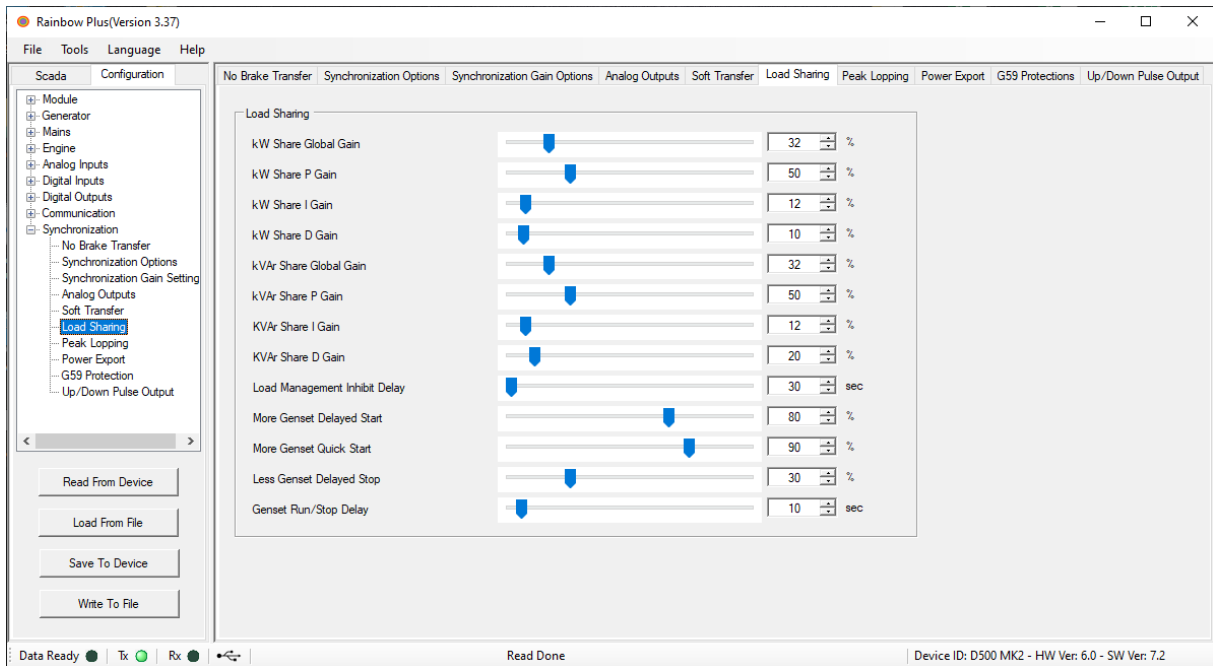 Rainbow Plus(Version 3.37)
File Tools Language Help
Scada Configuration
Module
Generator
Mains
Engine
Analog Inputs
Digital Inputs
Digital Outputs
Communication
Synchronization
No Brake Transfer
Synchronization Options
Synchronization Gain Setting
Analog Outputs
Soft Transfer
Load Sharing
Peak Lopping
Power Export
G59 Protection
Up/Down Pulse Output
Read From Device
Load From File
Save To Device
Write To File
No Brake Transfer Synchronization Options Synchronization Gain Options Analog Outputs Soft Transfer Load Sharing Peak Lopping Power Export G59 Protections Up/Down Pulse Output
Load Sharing
kW Share Global Gain 32 %
kW Share P Gain 50 %
kW Share I Gain 12 %
kW Share D Gain 10 %
kVAr Share Global Gain 32 %
kVAr Share P Gain 50 %
KVAr Share I Gain 12 %
KVAr Share D Gain 20 %
Load Management Inhibit Delay 30 sec
More Genset Delayed Start 80 %
More Genset Quick Start 90 %
Less Genset Delayed Stop 30 %
Genset Run/Stop Delay 10 sec
Data Ready Tx Rx Read Done Device ID: D500 MK2 - HW Ver: 6.0 - SW Ver: 7.2